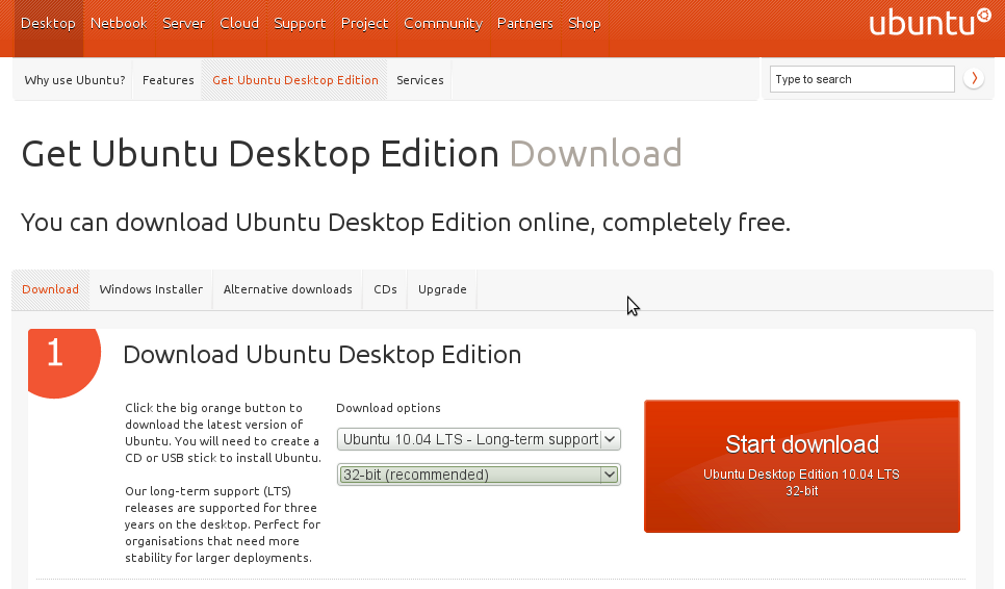 Desktop Netbook Server Cloud Support Project Community Partners Shop
ubuntu
Why use Ubuntu? Features Get Ubuntu Desktop Edition Services
Type to search
Get Ubuntu Desktop Edition Download
You can download Ubuntu Desktop Edition online, completely free.
Download Windows Installer Alternative downloads CDs Upgrade
1
Download Ubuntu Desktop Edition
Click the big orange button to
download the latest version of
Ubuntu. You will need to create a
CD or USB stick to install Ubuntu.
Our long-term support (LTS)
releases are supported for three
years on the desktop. Perfect for
organisations that need more
stability for larger deployments.
Download options
Ubuntu 10.04 LTS - Long-term support
32-bit (recommended)
Start download
Ubuntu Desktop Edition 10.04 LTS
32-bit